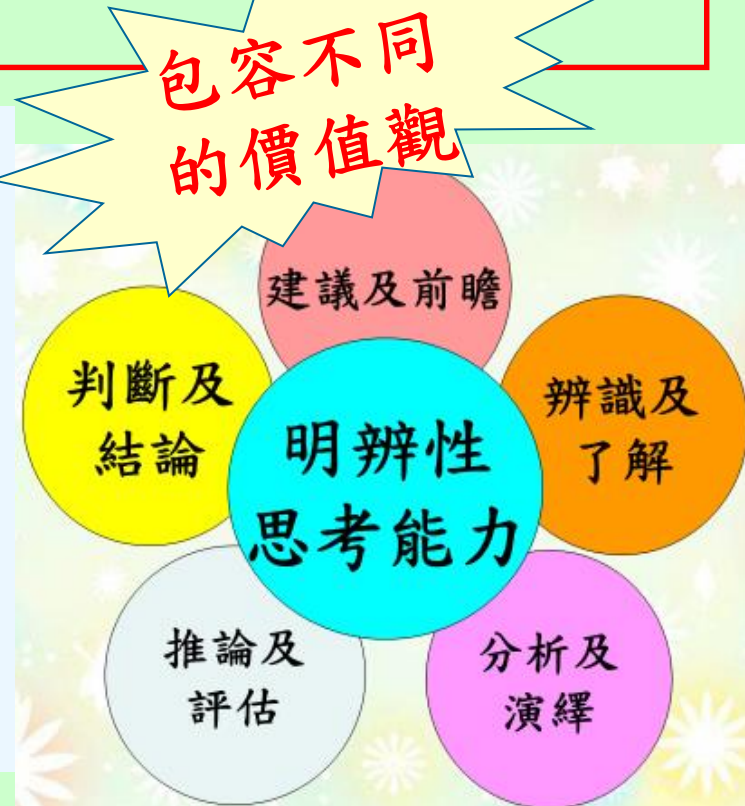 包容不同
的價值觀
建議及前瞻
判斷及
結論
辨識及
了解
明辨性
思考能力
推論及
評估
分析及
演繹